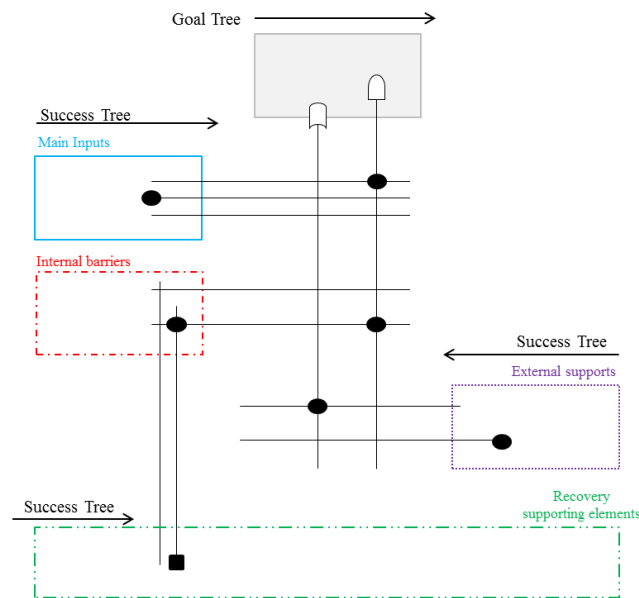 Goal Tree
Success Tree
Main Inputs
Internal barriers
Success Tree
External supports
Recovery
supporting elements
Success Tree